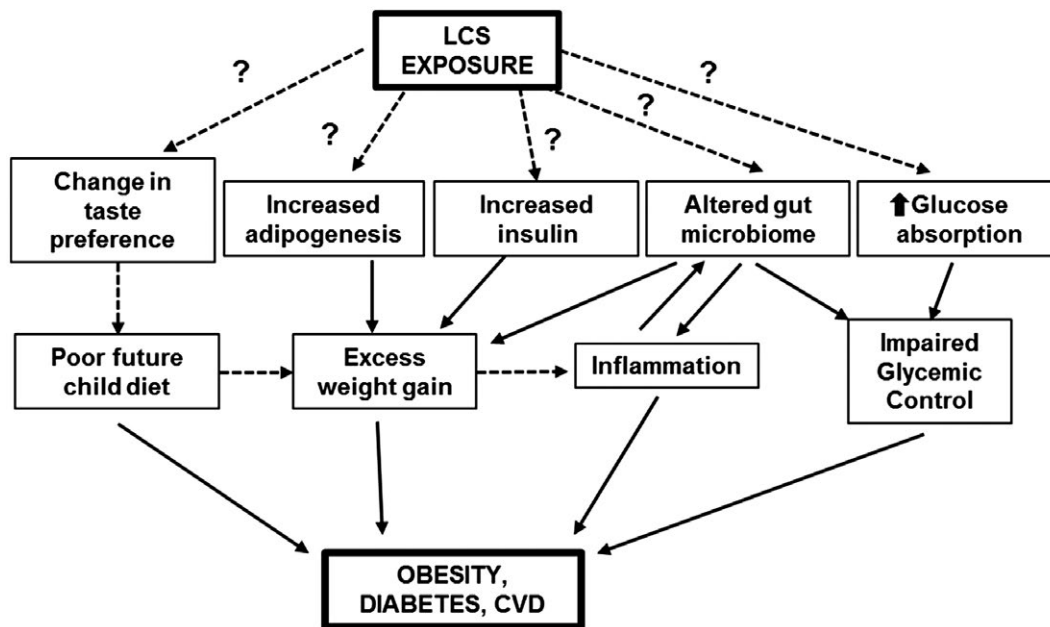 LCS
EXPOSURE
?
?
?
?
?
Change in
taste
preference
Increased
adipogenesis
Increased
insulin
Altered gut
microbiome
⬆Glucose
absorption
Poor future
child diet
Excess
weight gain
Inflammation
Impaired
Glycemic
Control
OBESITY,
DIABETES, CVD